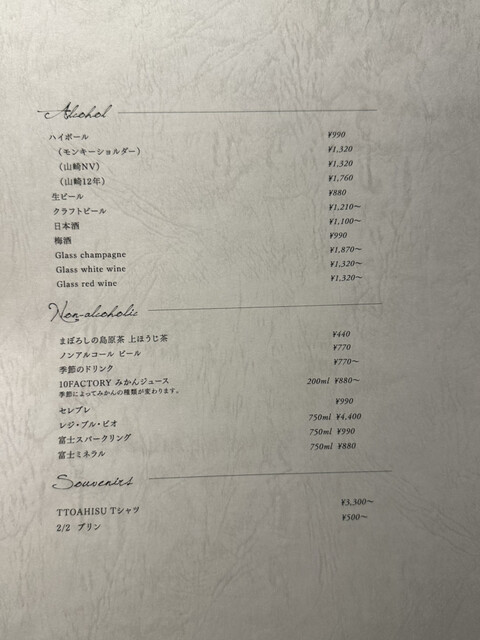 Alcohol
ハイボール ¥990
（モンキーショルダー） ¥1,320
（山崎NV） ¥1,320
（山崎12年） ¥1,760
生ビール ¥880
クラフトビール ¥1,210～
日本酒 ¥1,100～
梅酒 ¥990
Glass champagne ¥1,870～
Glass white wine ¥1,320～
Glass red wine ¥1,320～
Non-alcoholic
まぼろしの島原茶 上ほうじ茶 ¥440
ノンアルコール ビール ¥770
季節のドリンク ¥770～
10FACTORY みかんジュース 200ml ¥880～
季節によってみかんの種類が変わります。
セレブレ ¥990
レジ・ブル・ビオ 750ml ¥4,400
富士スパークリング 750ml ¥990
富士ミネラル 750ml ¥880
Souvenirs
TTOAHISU Tシャツ ¥3,300～
2/2 プリン ¥500～